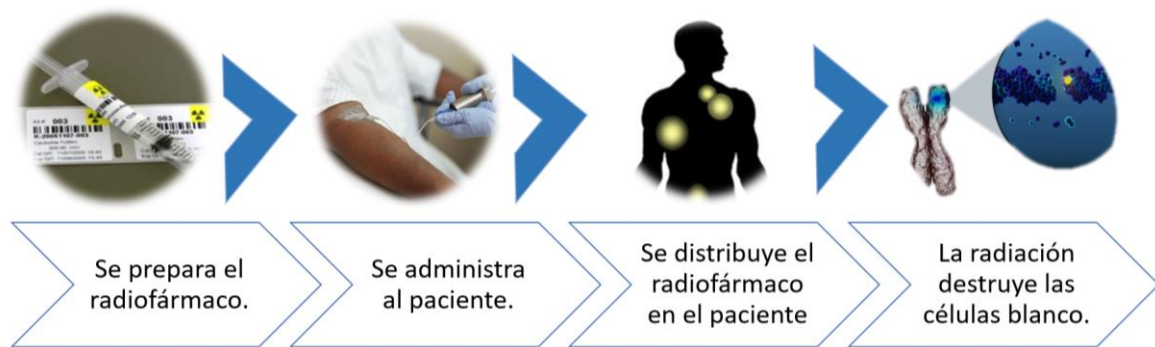 003
Se prepara el
radiofármaco.
Se administra
al paciente.
Se distribuye el
radiofármaco
en el paciente
La radiación
destruye las
células blanco.